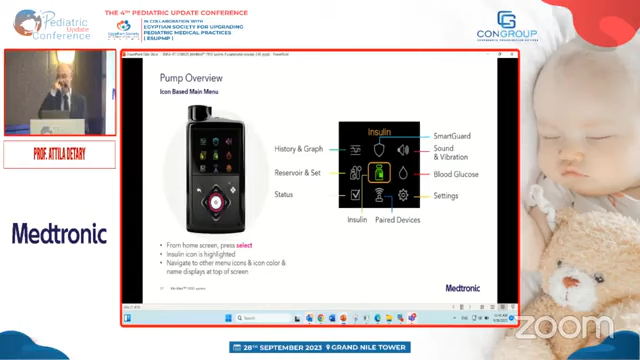 Pediatric
Update
Conference
THE 4TH PEDIATRIC UPDATE CONFERENCE
IN COLLABORATION WITH
EGYPTIAN SOCIETY FOR UPGRADING
PEDIATRIC MEDICAL PRACTICES
(ESUPMP)
CONGROUP
PROF. ATTILA DETARY
Medtronic
Pump Overview
Icon Based Main Menu
Insulin
History & Graph
Reservoir & Set
Status
SmartGuard
Sound
& Vibration
Blood Glucose
Settings
Insulin
Paired Devices
• From home screen, press select
• Insulin icon is highlighted
• Navigate to other menu icons & icon color &
name displays at top of screen
Medtronic
Search
zoom
28TH SEPTEMBER 2023
GRAND NILE TOWER